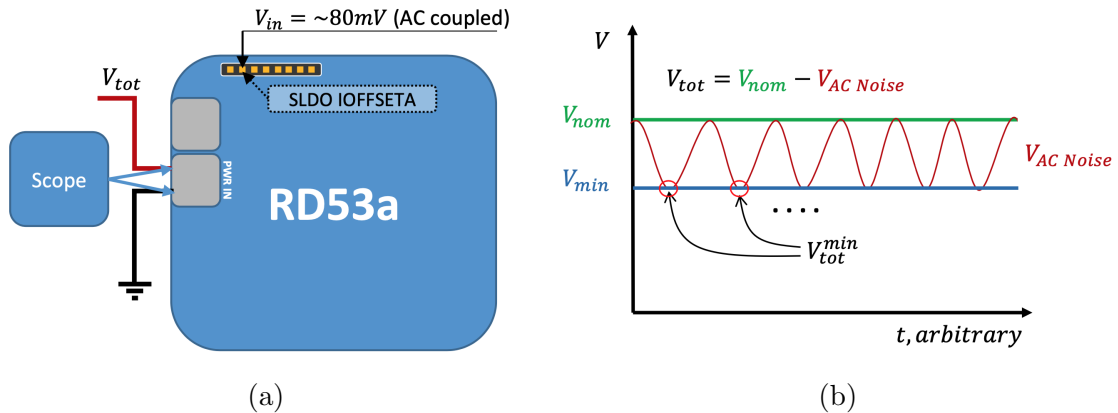 V_in = ~80mV (AC coupled)
V_tot
SLDO IOFFSETA
Scope
PWR IN
RD53a
(a)
V
V_tot = V_nom − V_AC Noise
V_nom
V_AC Noise
V_min
....
V_tot^min
t, arbitrary
(b)